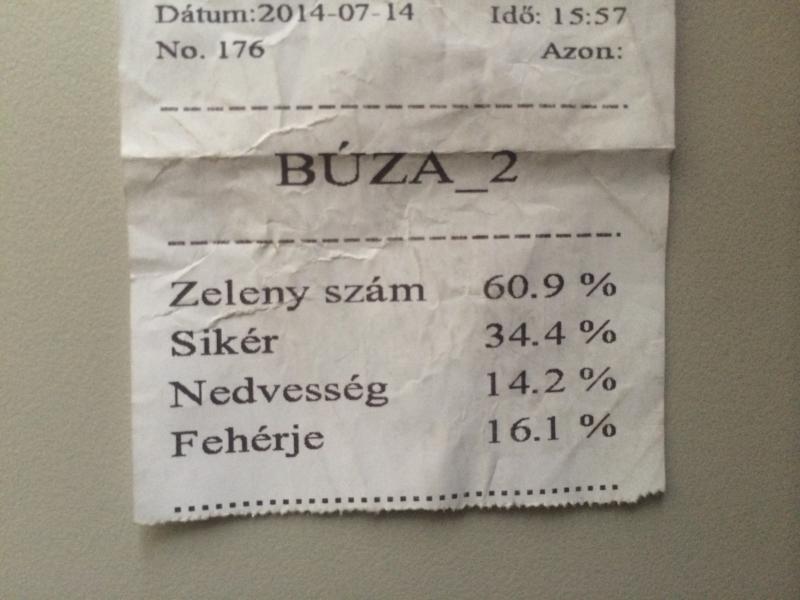 Dátum:2014-07-14 Idő: 15:57
No. 176 Azon:
BÚZA_2
Zeleny szám 60.9 %
Sikér 34.4 %
Nedvesség 14.2 %
Fehérje 16.1 %